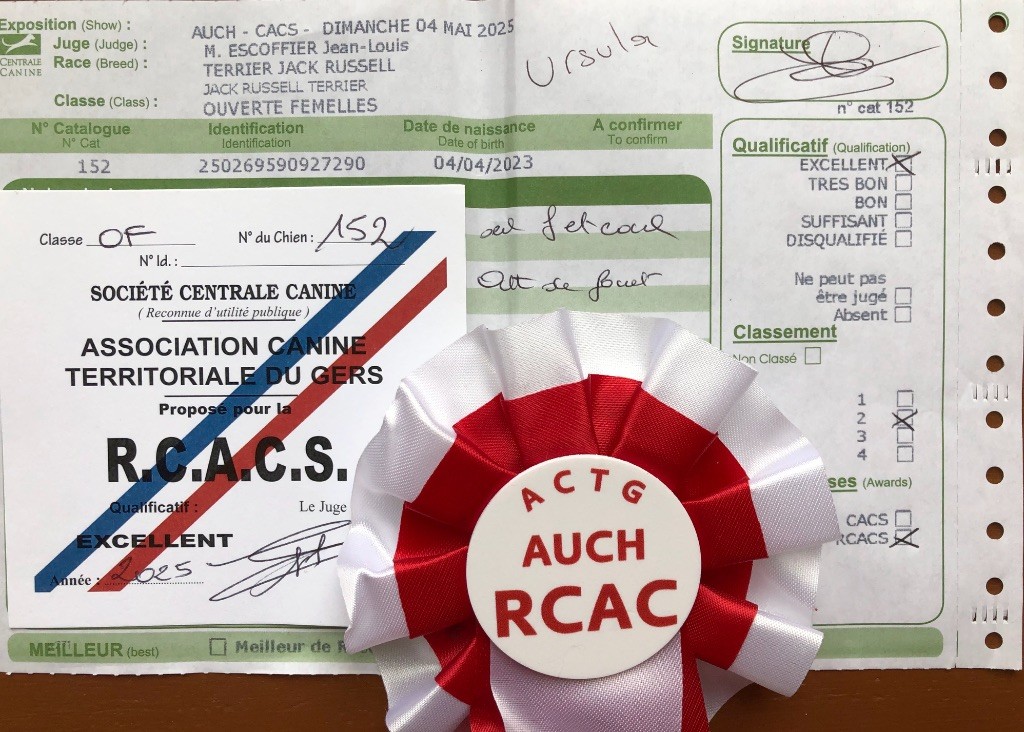 Exposition (Show) :
AUCH - CACS - DIMANCHE 04 MAI 2025
CENTRALE CANINE
Juge (Judge) :
M. ESCOFFIER Jean-Louis
Race (Breed) :
TERRIER JACK RUSSELL
JACK RUSSELL TERRIER
Classe (Class) :
OUVERTE FEMELLES
Ursula
Signature
n° cat 152
N° Catalogue
N° Cat
Identification
Identification
Date de naissance
Date of birth
A confirmer
To confirm
152
250269590927290
04/04/2023
Qualificatif (Qualification)
EXCELLENT
TRES BON
BON
SUFFISANT
DISQUALIFIÉ
Ne peut pas
être jugé
Absent
Classement
Non Classé
1
2
3
4
ses (Awards)
CACS
RCACS
Classe OF
N° du Chien : 152
N° Id. :
SOCIÉTÉ CENTRALE CANINE
( Reconnue d'utilité publique )
ASSOCIATION CANINE
TERRITORIALE DU GERS
Proposé pour la
R.C.A.C.S.
Qualificatif :
Le Juge
EXCELLENT
Année : 2025
ACTG
AUCH
RCAC
MEILLEUR (best)
Meilleur de